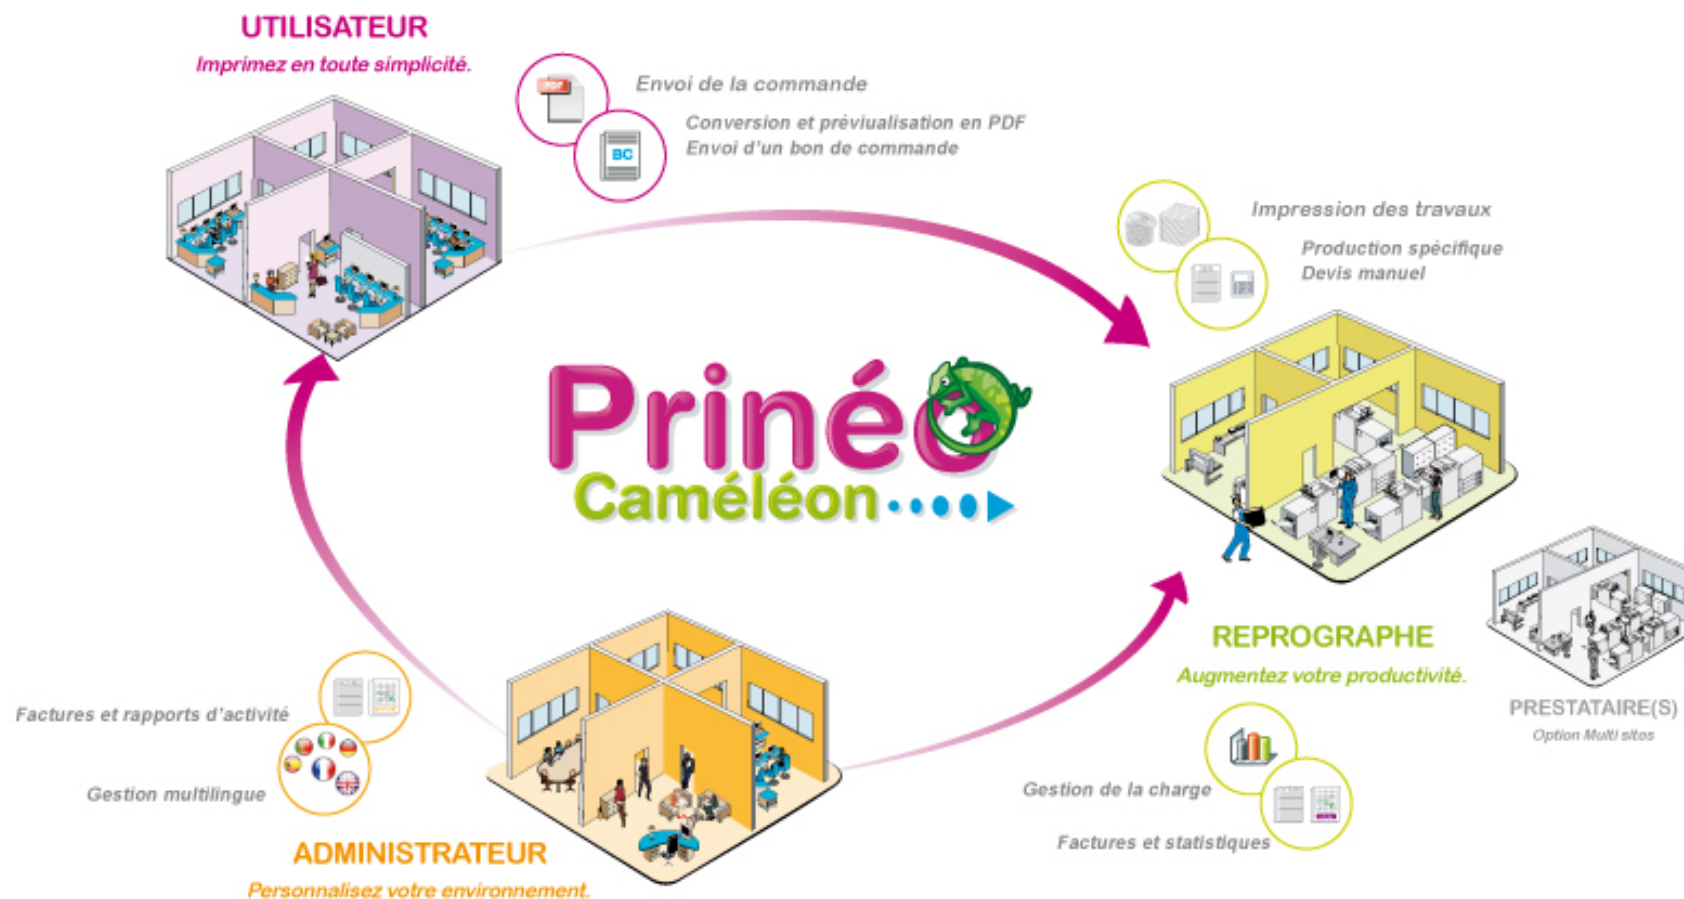 UTILISATEUR
Imprimez en toute simplicité.
PDF
Envoi de la commande
BC
Conversion et préviualisation en PDF
Envoi d'un bon de commande
Impression des travaux
Production spécifique
Devis manuel
Prinéo
Caméléon
REPROGRAPHE
Augmentez votre productivité.
PRESTATAIRE(S)
Option Multi sites
Factures et rapports d'activité
Gestion multilingue
Gestion de la charge
Factures et statistiques
ADMINISTRATEUR
Personnalisez votre environnement.